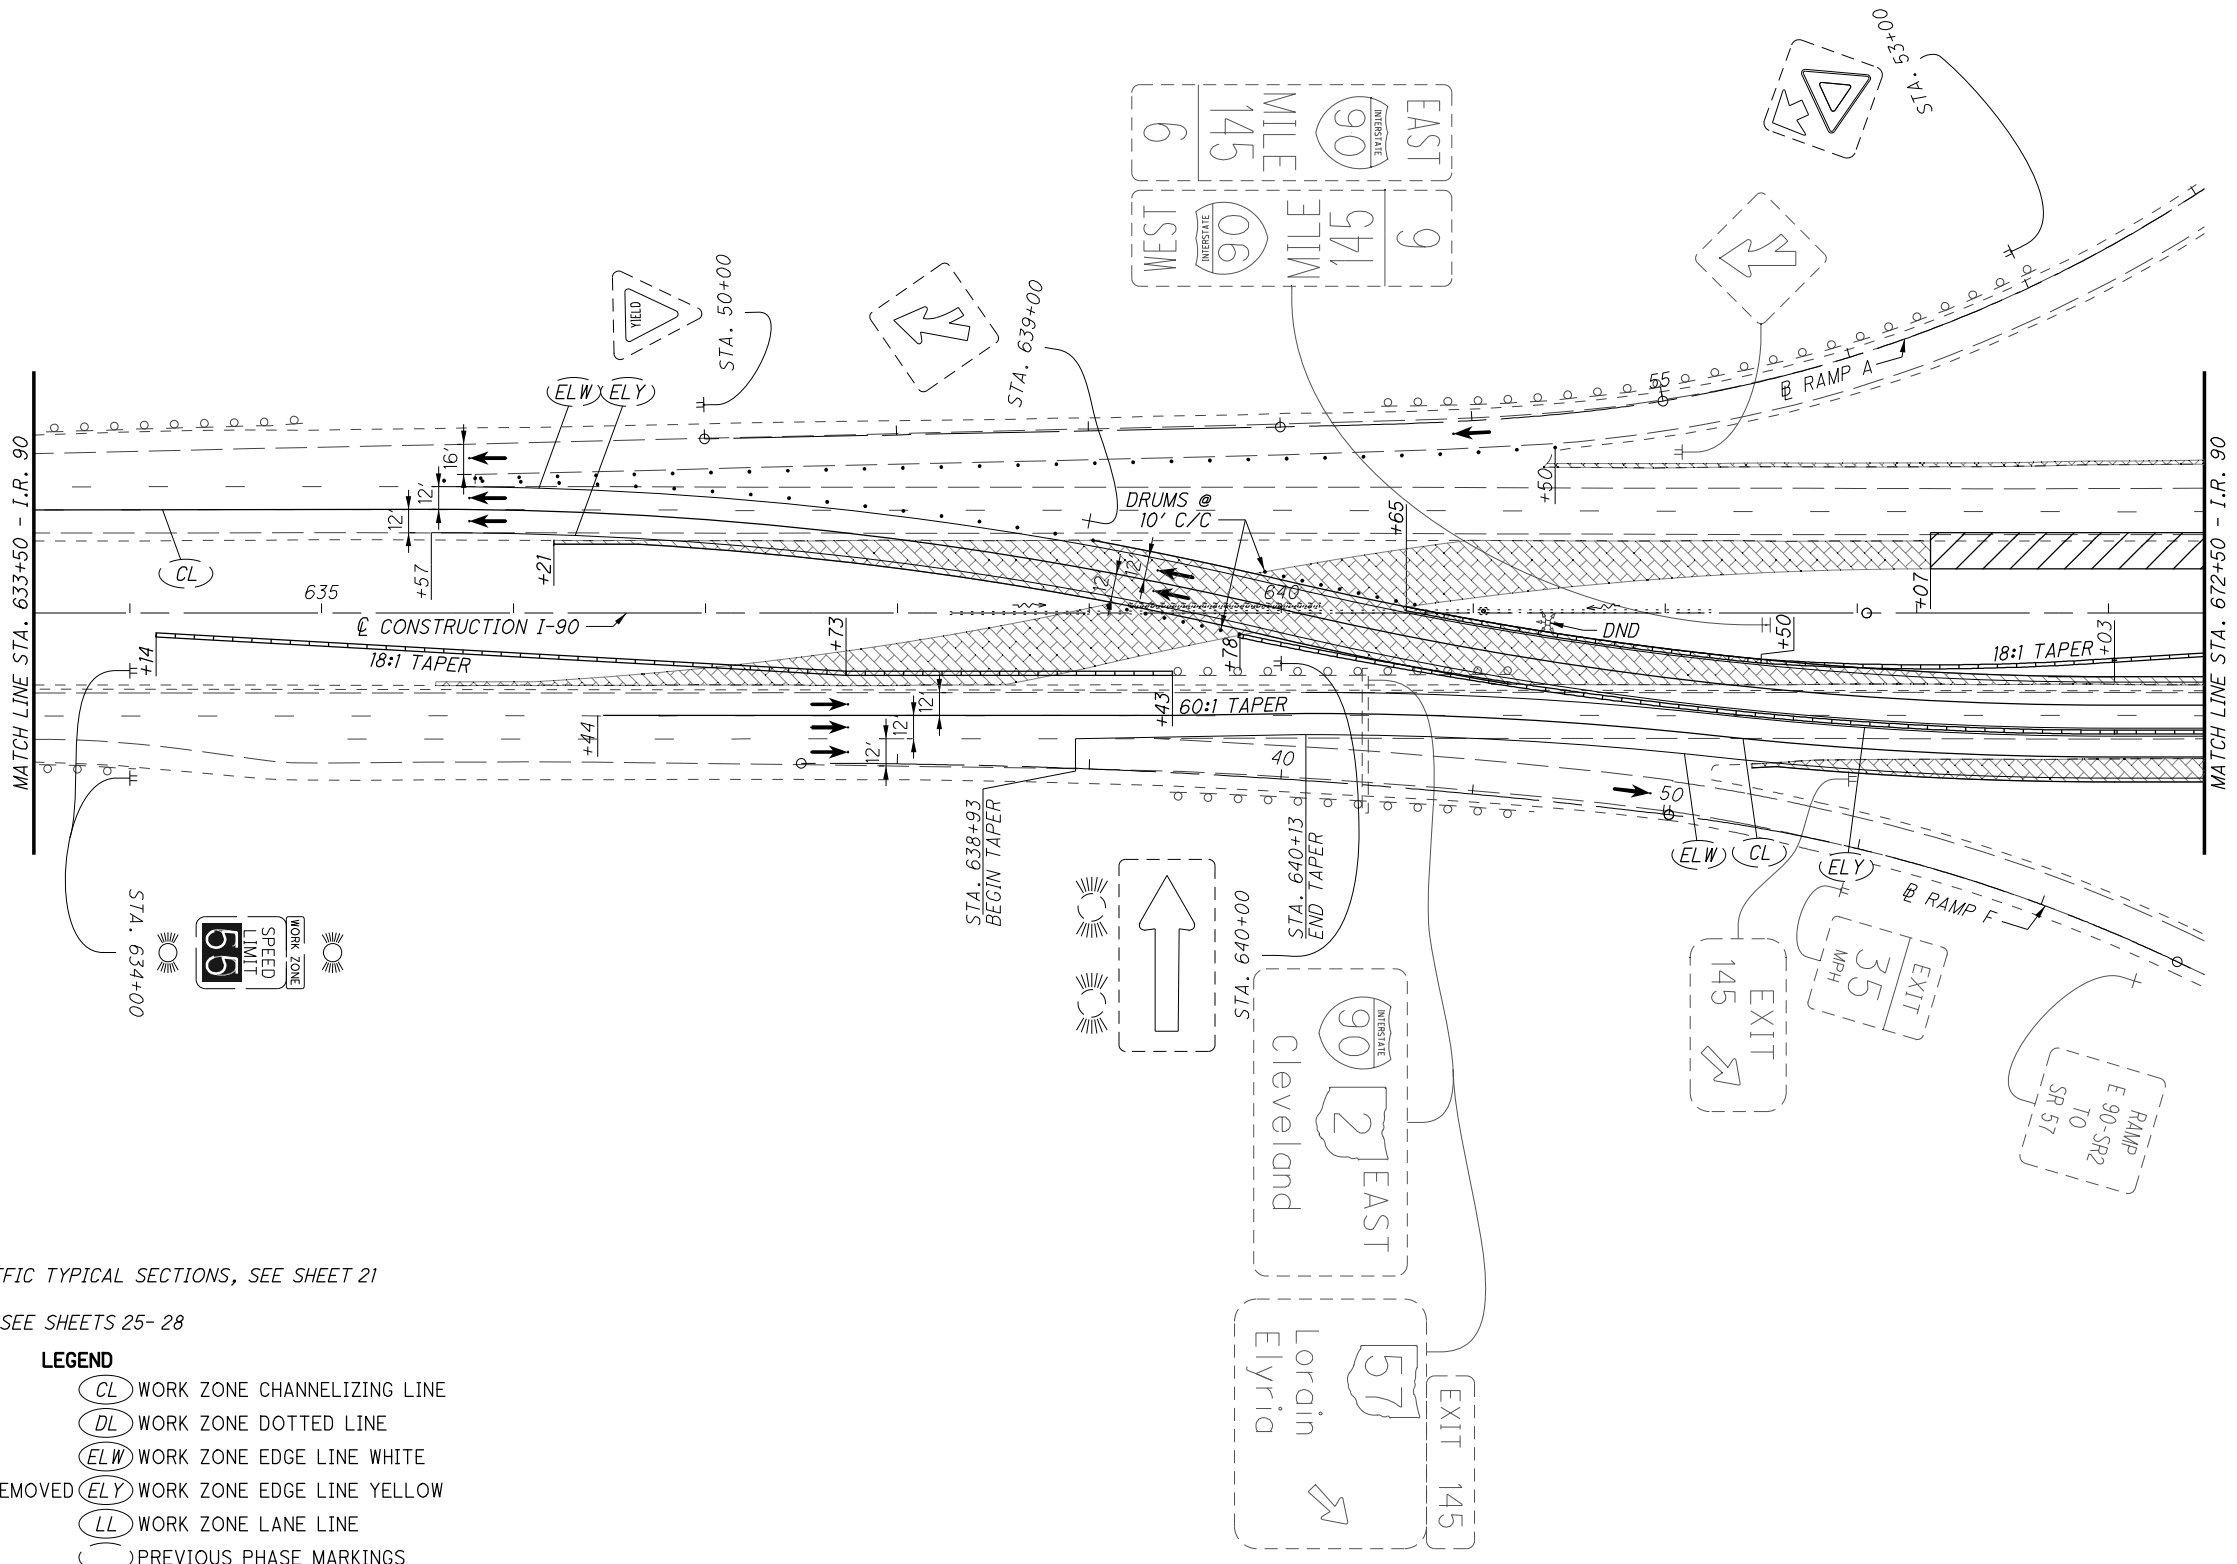 STA. 53+00
EAST
INTERSTATE
90
MILE
145
6
WEST
INTERSTATE
90
MILE
145
6
YIELD
STA. 50+00
STA. 639+00
ELW
ELY
55
℄ RAMP A
MATCH LINE STA. 633+50 - I.R. 90
MATCH LINE STA. 672+50 - I.R. 90
16'
12'
12'
DRUMS @
10' C/C
+65
+50
CL
+57
+21
12'
12'
635
640
+07
℄ CONSTRUCTION I-90
+73
DND
+50
+03
+14
18:1 TAPER
+78
18:1 TAPER
+43
60:1 TAPER
+44
12'
12'
12'
40
50
STA. 638+93
BEGIN TAPER
STA. 640+13
END TAPER
ELW
CL
ELY
℄ RAMP F
STA. 634+00
WORK ZONE
SPEED
LIMIT
55
STA. 640+00
EXIT
145
EXIT
35
MPH
RAMP
E 90-SR2
TO
SR 57
INTERSTATE
90
2
EAST
Cleveland
EXIT 145
57
Lorain
Elyria
FIC TYPICAL SECTIONS, SEE SHEET 21
SEE SHEETS 25-28
LEGEND
CL WORK ZONE CHANNELIZING LINE
DL WORK ZONE DOTTED LINE
ELW WORK ZONE EDGE LINE WHITE
EMOVED ELY WORK ZONE EDGE LINE YELLOW
LL WORK ZONE LANE LINE
PREVIOUS PHASE MARKINGS